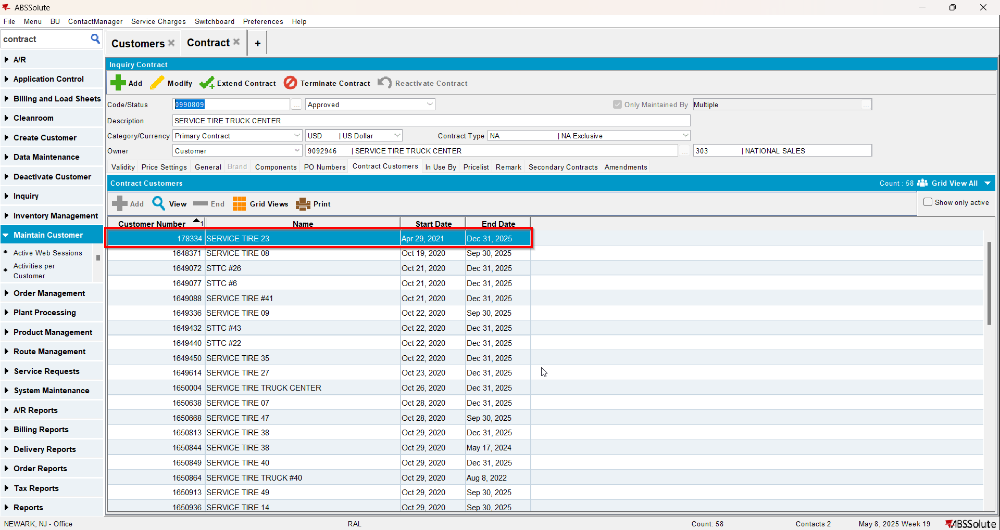 ABSSolute
File Menu BU ContactManager Service Charges Switchboard Preferences Help
contract
Customers Contract +
Inquiry Contract
Add Modify Extend Contract Terminate Contract Reactivate Contract
Code/Status 0990809 ... Approved Only Maintained By Multiple ...
Description SERVICE TIRE TRUCK CENTER
Category/Currency Primary Contract USD | US Dollar Contract Type NA | NA Exclusive
Owner Customer 9092946 | SERVICE TIRE TRUCK CENTER ... 303 | NATIONAL SALES
Validity Price Settings General Brand Components PO Numbers Contract Customers In Use By Pricelist Remark Secondary Contracts Amendments
Contract Customers Count : 58 Grid View All
Add View End Grid Views Print Show only active
Customer Number 1 Name Start Date End Date
178334 SERVICE TIRE 23 Apr 29, 2021 Dec 31, 2025
1648371 SERVICE TIRE 08 Oct 19, 2020 Sep 30, 2025
1649072 STTC #26 Oct 21, 2020 Dec 31, 2025
1649077 STTC #6 Oct 21, 2020 Dec 31, 2025
1649088 SERVICE TIRE #41 Oct 21, 2020 Dec 31, 2025
1649336 SERVICE TIRE 09 Oct 22, 2020 Sep 30, 2025
1649432 STTC #43 Oct 22, 2020 Dec 31, 2025
1649440 STTC #22 Oct 22, 2020 Dec 31, 2025
1649450 SERVICE TIRE 35 Oct 22, 2020 Dec 31, 2025
1649614 SERVICE TIRE 27 Oct 23, 2020 Dec 31, 2025
1650004 SERVICE TIRE TRUCK CENTER Oct 26, 2020 Dec 31, 2025
1650638 SERVICE TIRE 07 Oct 28, 2020 Dec 31, 2025
1650668 SERVICE TIRE 47 Oct 28, 2020 Sep 30, 2025
1650813 SERVICE TIRE 38 Oct 29, 2020 Dec 31, 2025
1650844 SERVICE TIRE 38 Oct 29, 2020 May 17, 2024
1650849 SERVICE TIRE 40 Oct 29, 2020 Dec 31, 2025
1650864 SERVICE TIRE TRUCK #40 Oct 29, 2020 Aug 8, 2022
1650913 SERVICE TIRE 49 Oct 29, 2020 Sep 30, 2025
1650936 SERVICE TIRE 14 Oct 29, 2020 Sep 30, 2025
A/R
Application Control
Billing and Load Sheets
Cleanroom
Create Customer
Data Maintenance
Deactivate Customer
Inquiry
Inventory Management
Maintain Customer
Active Web Sessions
Activities per
Customer
Order Management
Plant Processing
Product Management
Route Management
Service Requests
System Maintenance
A/R Reports
Billing Reports
Delivery Reports
Order Reports
Tax Reports
Reports
NEWARK, NJ - Office RAL Count: 58 Contacts 2 May 8, 2025 Week 19 ABSSolute